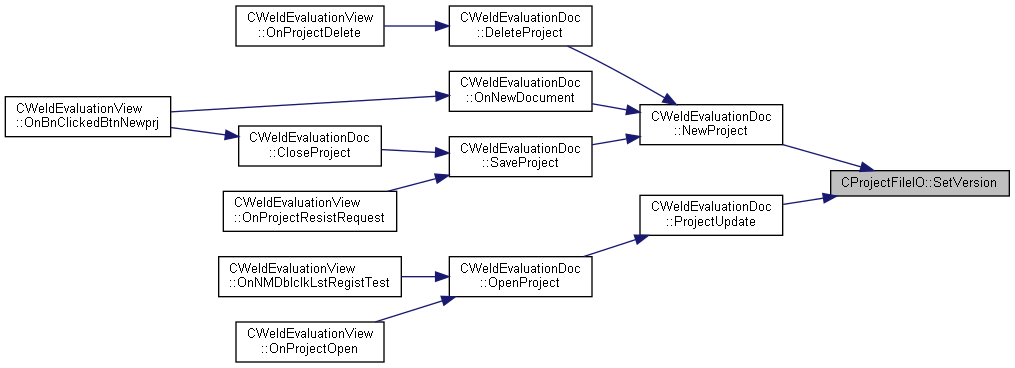 CWeldEvaluationView
::OnProjectDelete
CWeldEvaluationDoc
::DeleteProject
CWeldEvaluationDoc
::OnNewDocument
CWeldEvaluationView
::OnBnClickedBtnNewprj
CWeldEvaluationDoc
::NewProject
CWeldEvaluationDoc
::CloseProject
CWeldEvaluationDoc
::SaveProject
CProjectFileIO::SetVersion
CWeldEvaluationView
::OnProjectResistRequest
CWeldEvaluationDoc
::ProjectUpdate
CWeldEvaluationView
::OnNMDblclkLstRegistTest
CWeldEvaluationDoc
::OpenProject
CWeldEvaluationView
::OnProjectOpen